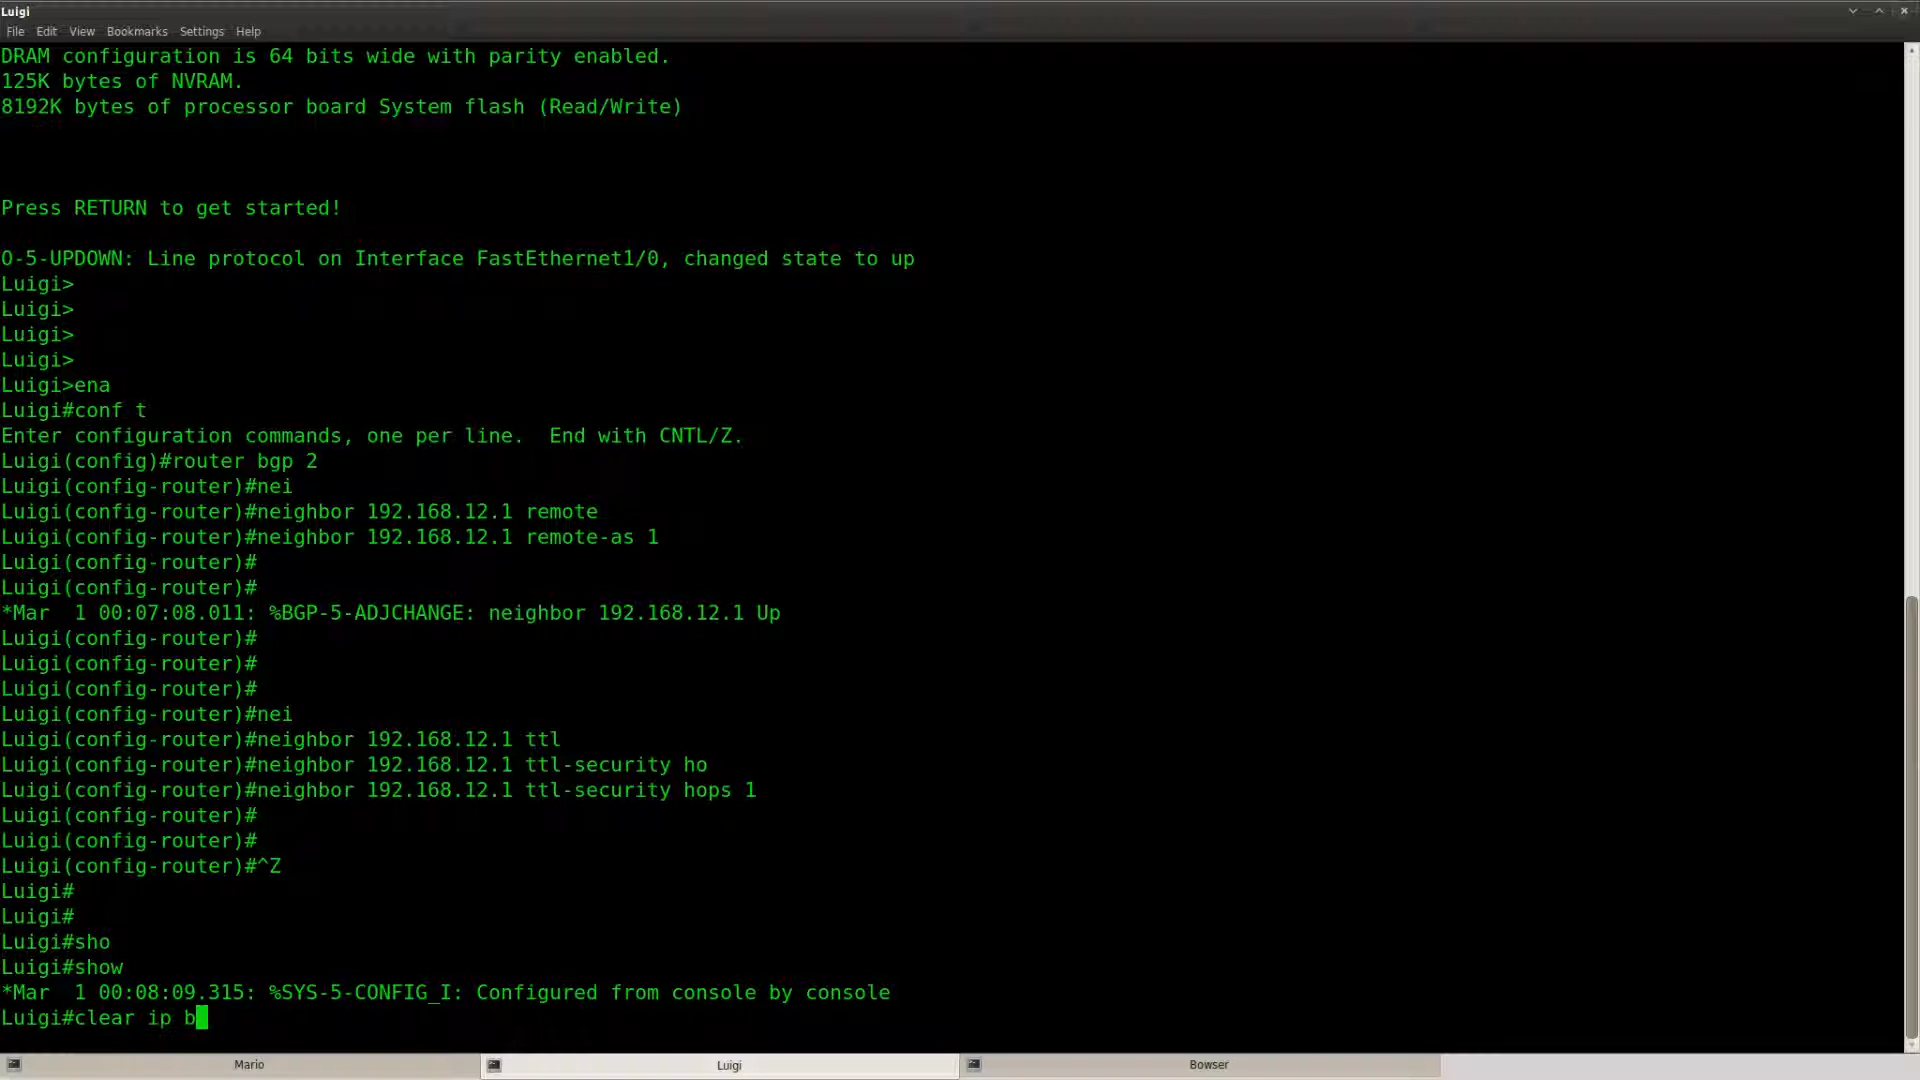 Luigi
File Edit View Bookmarks Settings Help
DRAM configuration is 64 bits wide with parity enabled.
125K bytes of NVRAM.
8192K bytes of processor board System flash (Read/Write)
Press RETURN to get started!
O-5-UPDOWN: Line protocol on Interface FastEthernet1/0, changed state to up
Luigi>
Luigi>
Luigi>
Luigi>
Luigi>ena
Luigi#conf t
Enter configuration commands, one per line.  End with CNTL/Z.
Luigi(config)#router bgp 2
Luigi(config-router)#nei
Luigi(config-router)#neighbor 192.168.12.1 remote
Luigi(config-router)#neighbor 192.168.12.1 remote-as 1
Luigi(config-router)#
Luigi(config-router)#
*Mar  1 00:07:08.011: %BGP-5-ADJCHANGE: neighbor 192.168.12.1 Up
Luigi(config-router)#
Luigi(config-router)#
Luigi(config-router)#
Luigi(config-router)#nei
Luigi(config-router)#neighbor 192.168.12.1 ttl
Luigi(config-router)#neighbor 192.168.12.1 ttl-security ho
Luigi(config-router)#neighbor 192.168.12.1 ttl-security hops 1
Luigi(config-router)#
Luigi(config-router)#
Luigi(config-router)#^Z
Luigi#
Luigi#
Luigi#sho
Luigi#show
*Mar  1 00:08:09.315: %SYS-5-CONFIG_I: Configured from console by console
Luigi#clear ip b
Mario Luigi Bowser